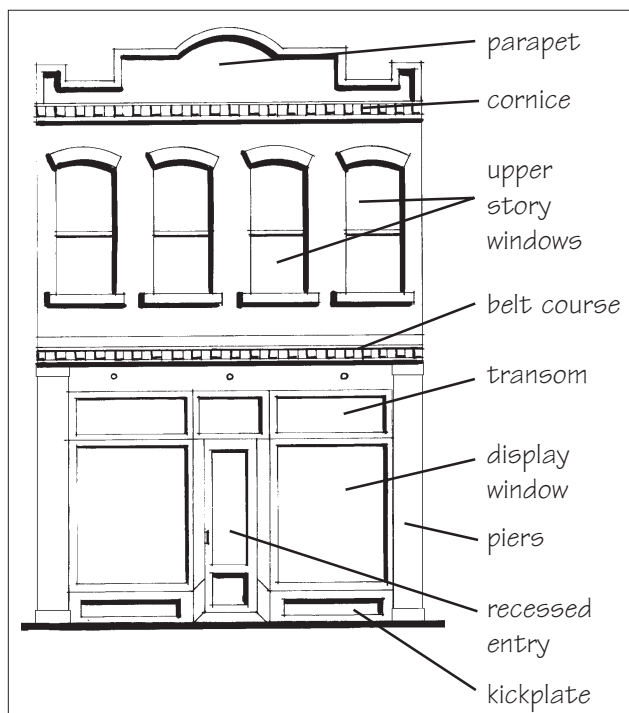 parapet
cornice
upper
story
windows
belt course
transom
display
window
piers
recessed
entry
kickplate